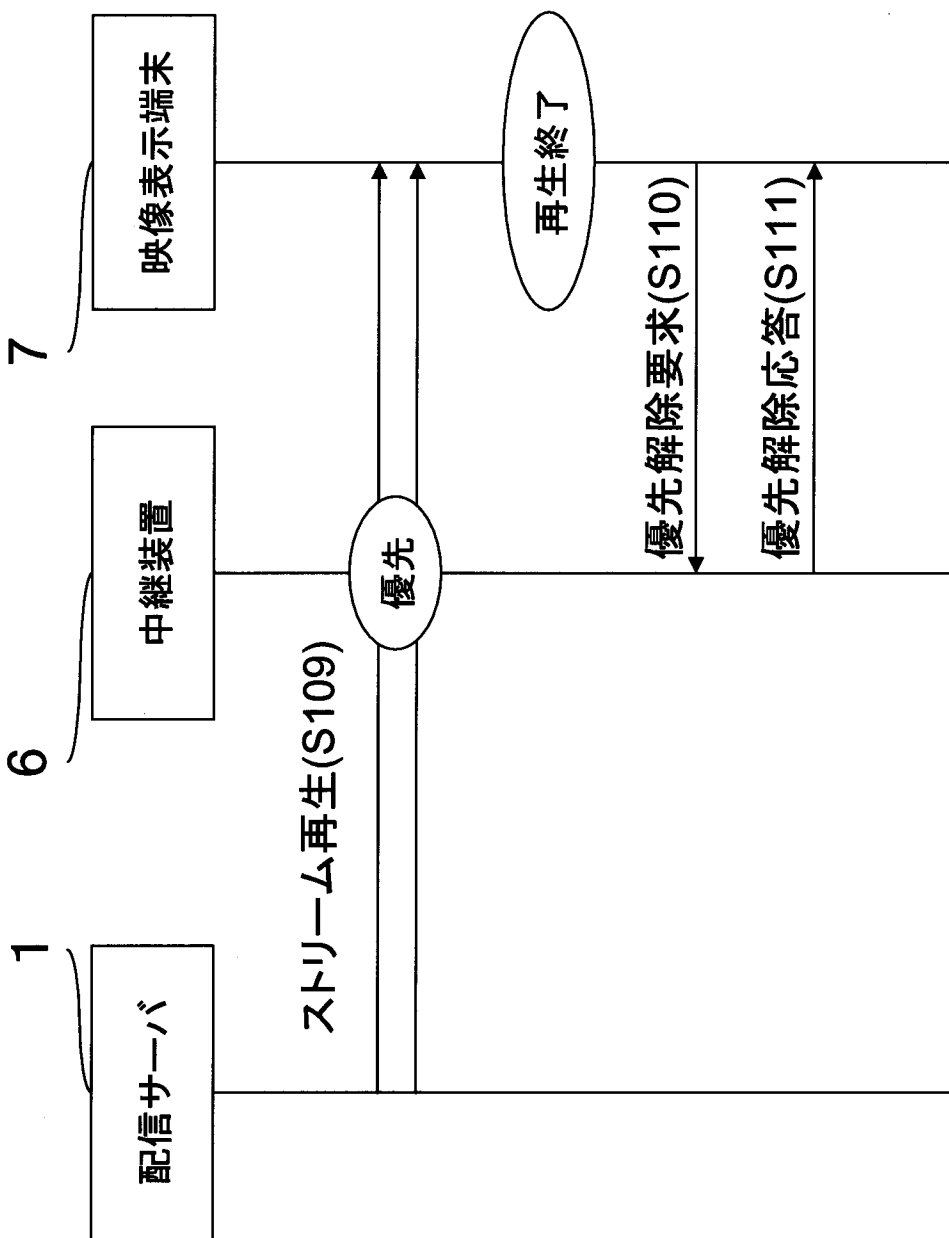 1
配信サーバ
6
中継装置
7
映像表示端末
ストリーム再生(S109)
優先
再生終了
優先解除要求(S110)
優先解除応答(S111)